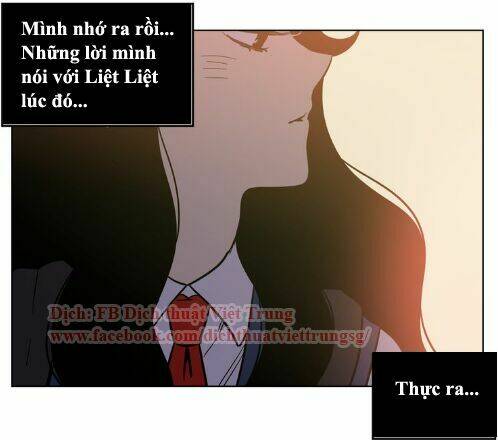 Mình nhớ ra rồi...
Những lời mình
nói với Liệt Liệt
lúc đó...
Dịch: FB Dịch thuật Việt Trung
www.facebook.com/dichthuatviettrungsg/
Thực ra...